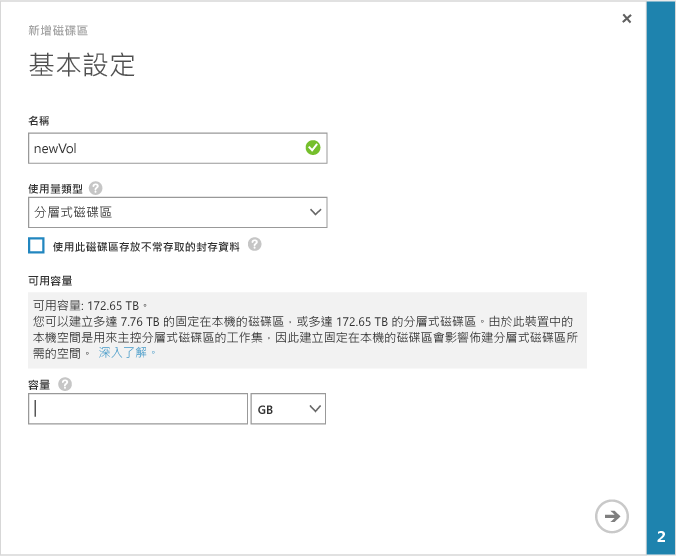 新增磁碟區
基本設定
名稱
newVol
使用量類型 ?
分層式磁碟區
使用此磁碟區存放不常存取的封存資料 ?
可用容量
可用容量: 172.65 TB。
您可以建立多達 7.76 TB 的固定在本機的磁碟區，或多達 172.65 TB 的分層式磁碟區。由於此裝置中的
本機空間是用來主控分層式磁碟區的工作集，因此建立固定在本機的磁碟區會影響佈建分層式磁碟區所
需的空間。 深入了解。
容量 ?
GB
2